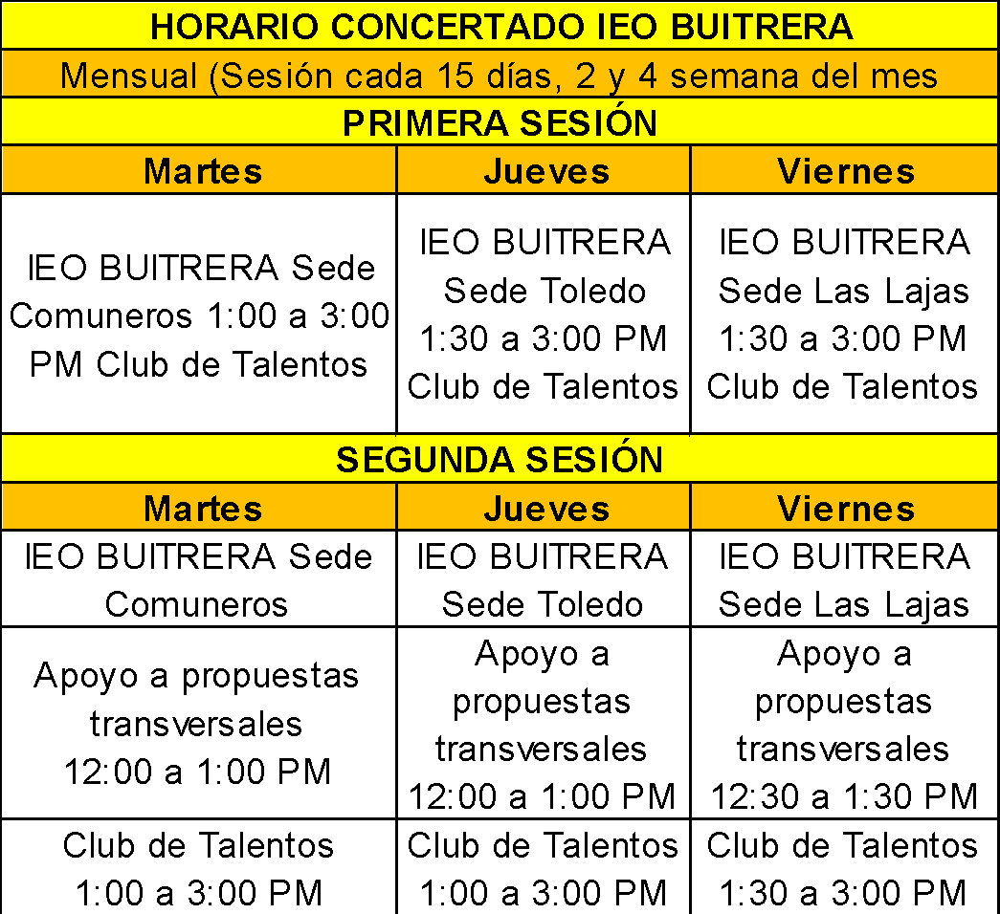 HORARIO CONCERTADO IEO BUITRERA
Mensual (Sesión cada 15 días, 2 y 4 semana del mes
PRIMERA SESIÓN
Martes
Jueves
Viernes
IEO BUITRERA Sede
Comuneros 1:00 a 3:00
PM Club de Talentos
IEO BUITRERA
Sede Toledo
1:30 a 3:00 PM
Club de Talentos
IEO BUITRERA
Sede Las Lajas
1:30 a 3:00 PM
Club de Talentos
SEGUNDA SESIÓN
Martes
Jueves
Viernes
IEO BUITRERA Sede
Comuneros
IEO BUITRERA
Sede Toledo
IEO BUITRERA
Sede Las Lajas
Apoyo a propuestas
transversales
12:00 a 1:00 PM
Apoyo a
propuestas
transversales
12:00 a 1:00 PM
Apoyo a
propuestas
transversales
12:30 a 1:30 PM
Club de Talentos
1:00 a 3:00 PM
Club de Talentos
1:00 a 3:00 PM
Club de Talentos
1:30 a 3:00 PM